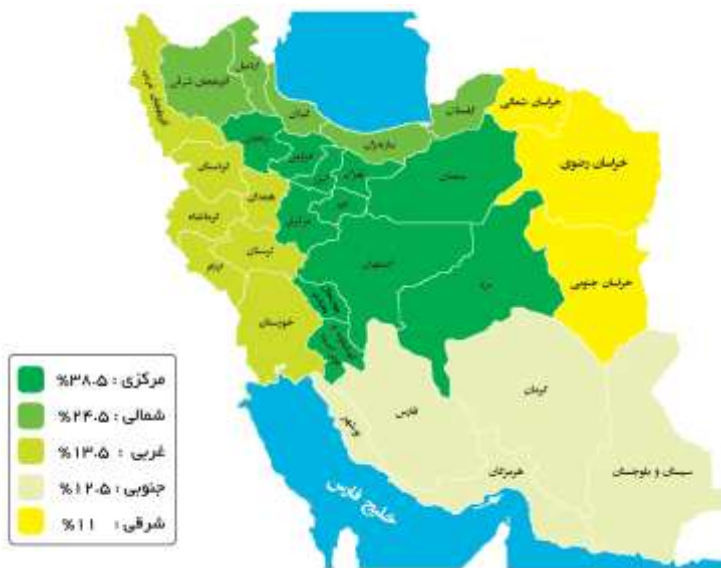 اردبیل
آذربایجان شرقی
آذربایجان غربی
گیلان
گلستان
خراسان شمالی
مازندران
زنجان
قزوین
تهران
سمنان
خراسان رضوی
کردستان
همدان
قم
مرکزی
کرمانشاه
لرستان
ایلام
اصفهان
یزد
خراسان جنوبی
خوزستان
فارس
کرمان
بوشهر
هرمزگان
سیستان و بلوچستان
خلیج فارس
مرکزی : ۳۸.۵%
شمالی : ۲۴.۵%
غربی : ۱۳.۵%
جنوبی : ۱۲.۵%
شرقی : ۱۱%